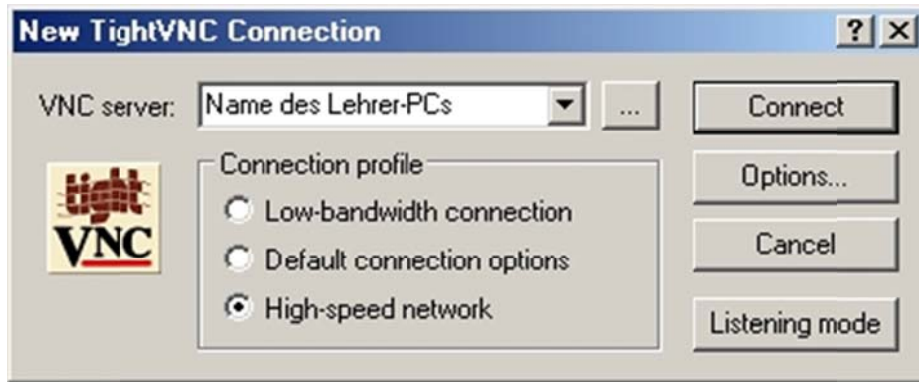 New TightVNC Connection
VNC server: Name des Lehrer-PCs ... Connect
tight
VNC
Connection profile
Low-bandwidth connection
Default connection options
High-speed network
Options...
Cancel
Listening mode